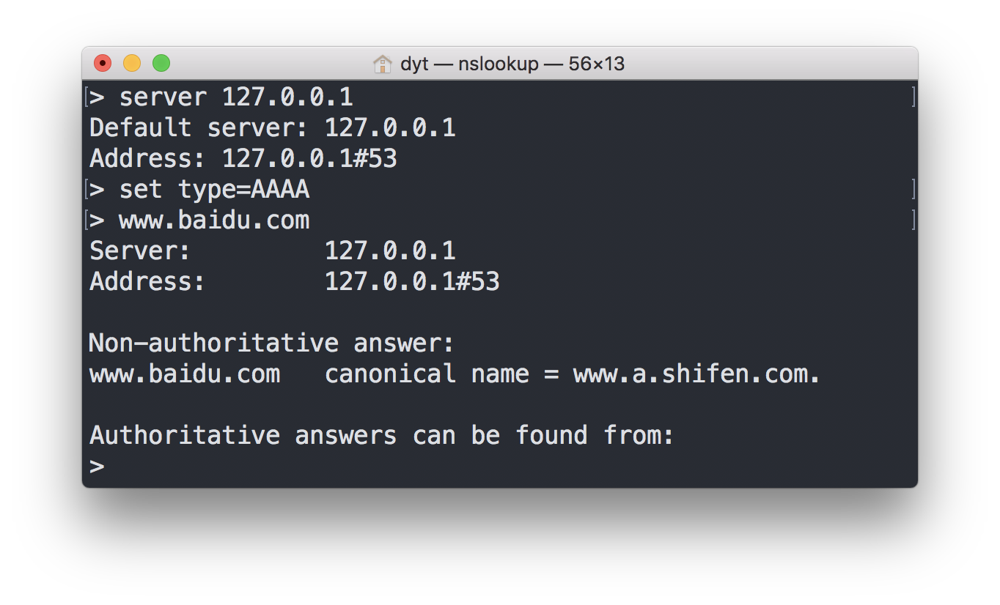 dyt — nslookup — 56×13
[> server 127.0.0.1 ]
Default server: 127.0.0.1
Address: 127.0.0.1#53
[> set type=AAAA ]
[> www.baidu.com ]
Server: 127.0.0.1
Address: 127.0.0.1#53
Non-authoritative answer:
www.baidu.com canonical name = www.a.shifen.com.
Authoritative answers can be found from:
>